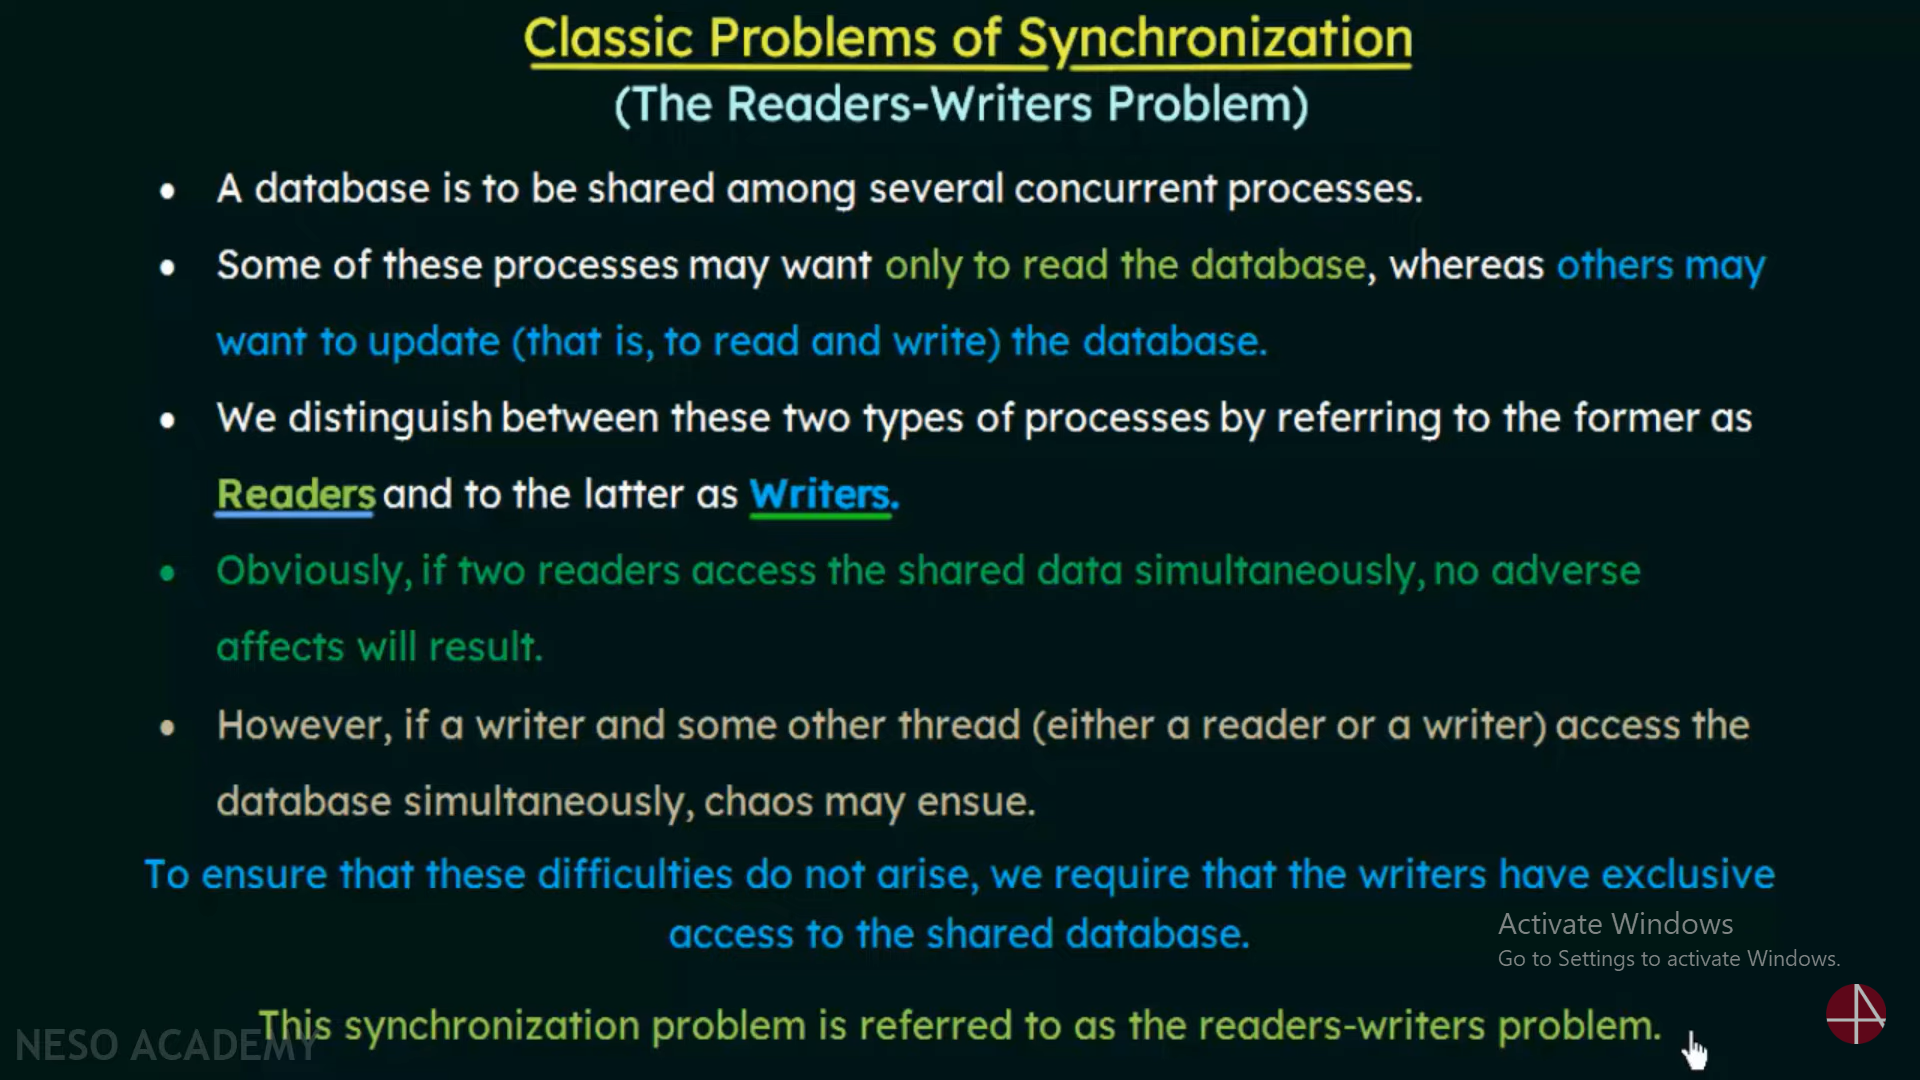 Classic Problems of Synchronization
(The Readers-Writers Problem)
• A database is to be shared among several concurrent processes.
• Some of these processes may want only to read the database, whereas others may
want to update (that is, to read and write) the database.
• We distinguish between these two types of processes by referring to the former as
Readers and to the latter as Writers.
• Obviously, if two readers access the shared data simultaneously, no adverse
affects will result.
• However, if a writer and some other thread (either a reader or a writer) access the
database simultaneously, chaos may ensue.
To ensure that these difficulties do not arise, we require that the writers have exclusive
access to the shared database.
Activate Windows
Go to Settings to activate Windows.
This synchronization problem is referred to as the readers-writers problem.
NESO ACADEMY